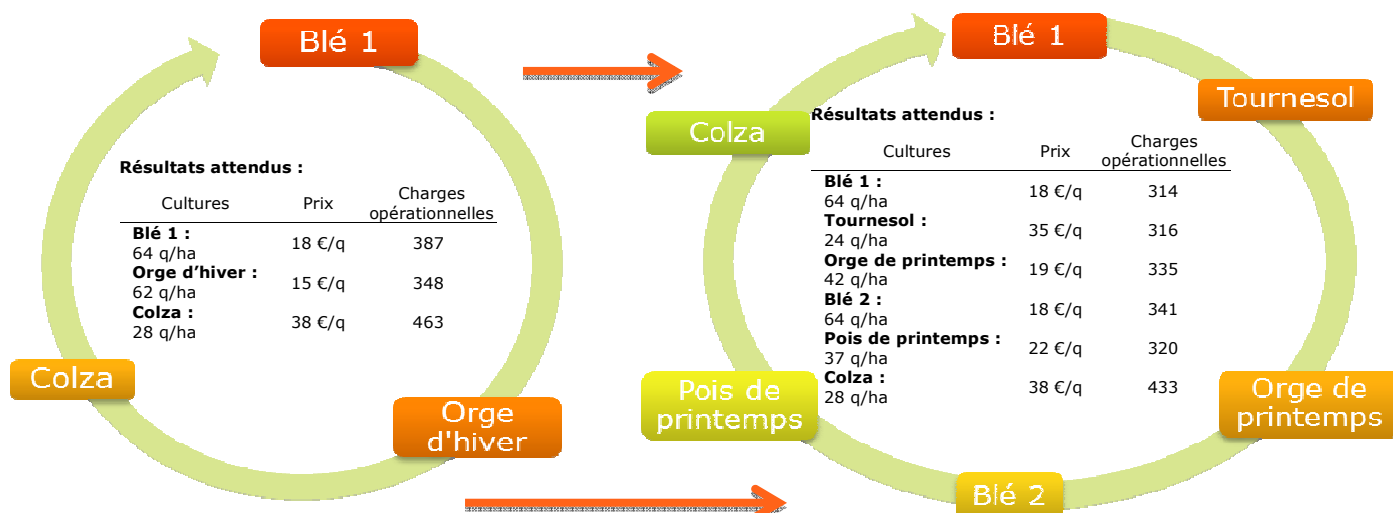 Blé 1
Résultats attendus :
Cultures Prix Charges
opérationnelles
Blé 1 :
64 q/ha 18 €/q 387
Orge d'hiver :
62 q/ha 15 €/q 348
Colza :
28 q/ha 38 €/q 463
Colza
Orge
d'hiver
Blé 1
Tournesol
Colza
Résultats attendus :
Cultures Prix Charges
opérationnelles
Blé 1 :
64 q/ha 18 €/q 314
Tournesol :
24 q/ha 35 €/q 316
Orge de printemps :
42 q/ha 19 €/q 335
Blé 2 :
64 q/ha 18 €/q 341
Pois de printemps :
37 q/ha 22 €/q 320
Colza :
28 q/ha 38 €/q 433
Pois de
printemps
Orge de
printemps
Blé 2